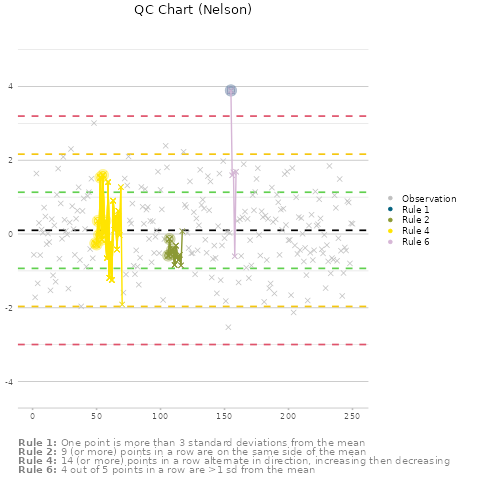 QC Chart (Nelson)
4
2
0
-2
-4
0
50
100
150
200
250
Observation
Rule 1
Rule 2
Rule 4
Rule 6
Rule 1: One point is more than 3 standard deviations from the mean
Rule 2: 9 (or more) points in a row are on the same side of the mean
Rule 4: 14 (or more) points in a row alternate in direction, increasing then decreasing
Rule 6: 4 out of 5 points in a row are >1 sd from the mean